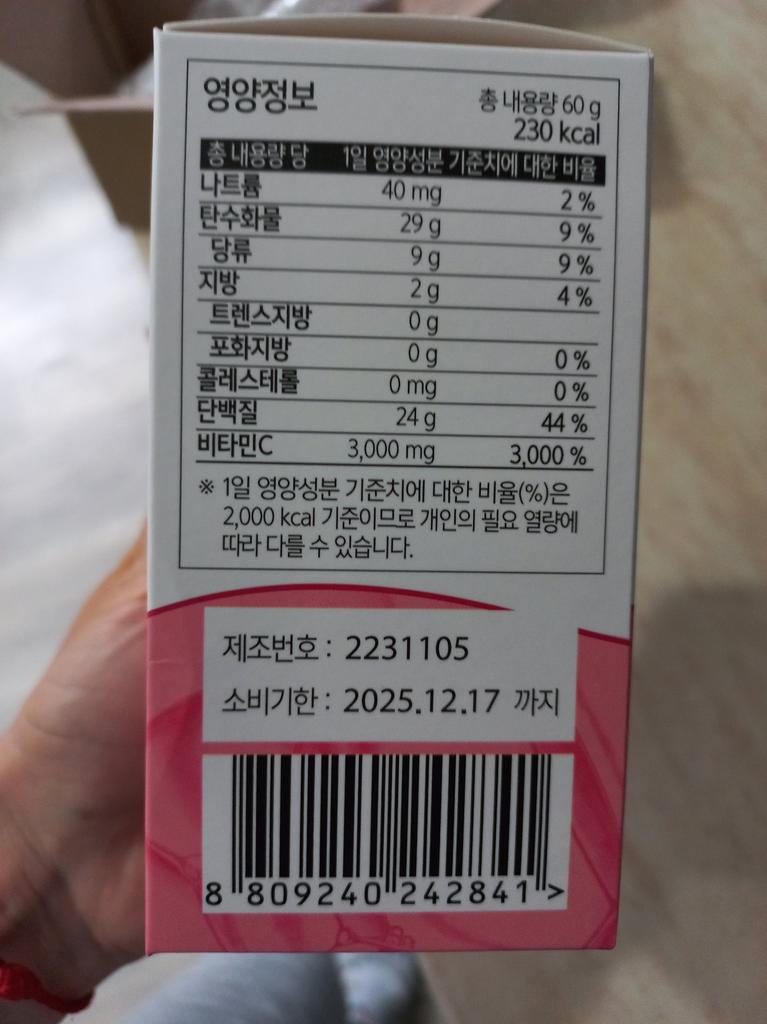 영양정보
총 내용량 60 g
230 kcal
총 내용량 당 1일 영양성분 기준치에 대한 비율
나트륨 40 mg 2 %
탄수화물 29 g 9 %
당류 9 g 9 %
지방 2 g 4 %
트렌스지방 0 g
포화지방 0 g 0 %
콜레스테롤 0 mg 0 %
단백질 24 g 44 %
비타민C 3,000 mg 3,000 %
※ 1일 영양성분 기준치에 대한 비율(%)은
2,000 kcal 기준이므로 개인의 필요 열량에
따라 다를 수 있습니다.
제조번호 : 2231105
소비기한 : 2025.12.17 까지
8 809240 242841 >